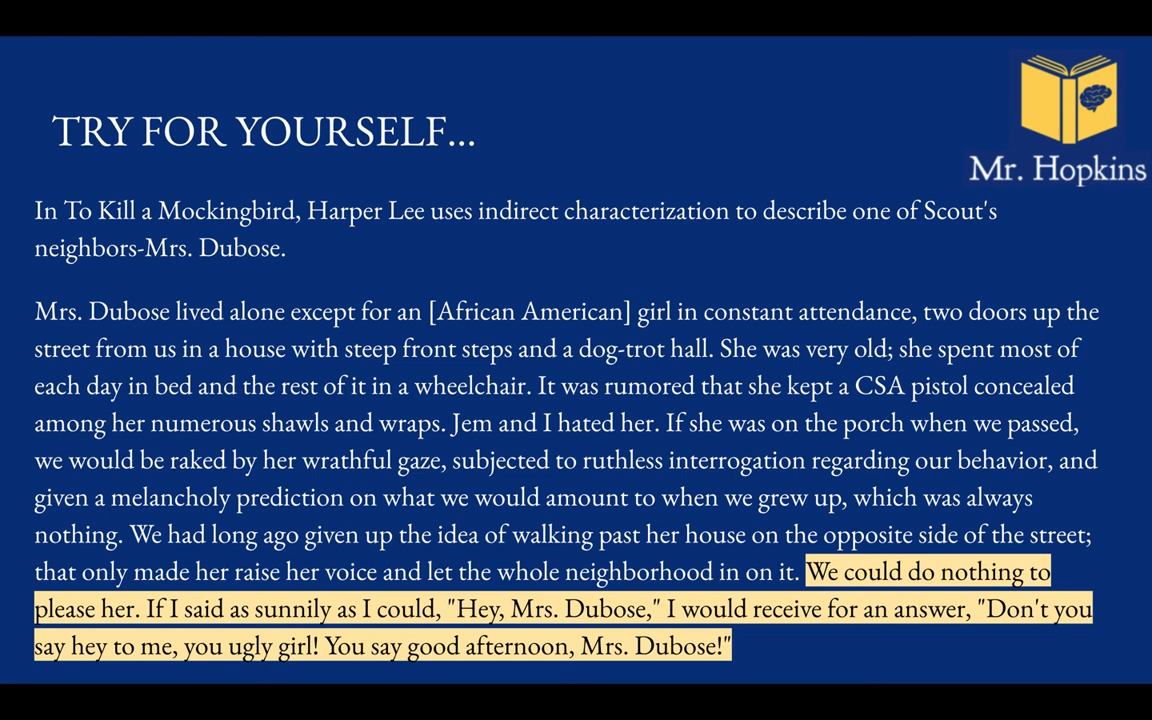 TRY FOR YOURSELF...
Mr. Hopkins
In To Kill a Mockingbird, Harper Lee uses indirect characterization to describe one of Scout's
neighbors-Mrs. Dubose.
Mrs. Dubose lived alone except for an [African American] girl in constant attendance, two doors up the
street from us in a house with steep front steps and a dog-trot hall. She was very old; she spent most of
each day in bed and the rest of it in a wheelchair. It was rumored that she kept a CSA pistol concealed
among her numerous shawls and wraps. Jem and I hated her. If she was on the porch when we passed,
we would be raked by her wrathful gaze, subjected to ruthless interrogation regarding our behavior, and
given a melancholy prediction on what we would amount to when we grew up, which was always
nothing. We had long ago given up the idea of walking past her house on the opposite side of the street;
that only made her raise her voice and let the whole neighborhood in on it. We could do nothing to
please her. If I said as sunnily as I could, "Hey, Mrs. Dubose," I would receive for an answer, "Don't you
say hey to me, you ugly girl! You say good afternoon, Mrs. Dubose!"